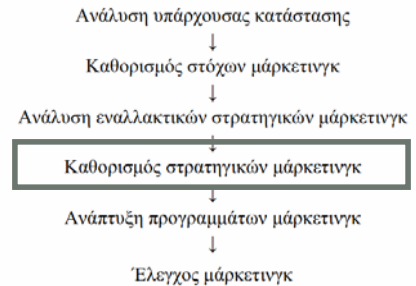 Ανάλυση υπάρχουσας κατάστασης
↓
Καθορισμός στόχων μάρκετινγκ
↓
Ανάλυση εναλλακτικών στρατηγικών μάρκετινγκ
↓
Καθορισμός στρατηγικών μάρκετινγκ
↓
Ανάπτυξη προγραμμάτων μάρκετινγκ
↓
Έλεγχος μάρκετινγκ